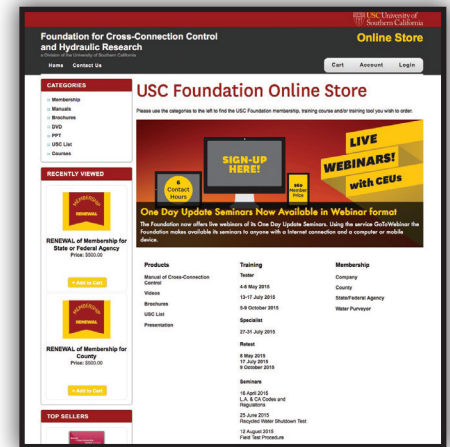 USC University of
Southern California
Foundation for Cross-Connection Control
and Hydraulic Research
a Division of the University of Southern California
Online Store
Home Contact Us
Cart Account Login
CATEGORIES
Membership
Manuals
Brochures
DVD
PPT
USC List
Courses
RECENTLY VIEWED
MEMBERSHIP
RENEWAL
RENEWAL of Membership for
State or Federal Agency
Price: $500.00
+ Add to Cart
MEMBERSHIP
RENEWAL
RENEWAL of Membership for
County
Price: $500.00
+ Add to Cart
TOP SELLERS
USC Foundation Online Store
Please use the categories to the left to find the USC Foundation membership, training course and/or training tool you wish to order.
6
Contact
Hours
SIGN-UP
HERE!
Member
Price
LIVE
WEBINARS!
with CEUs
One Day Update Seminars Now Available in Webinar format
The Foundation now offers live webinars of its One Day Update Seminars. Using the service GoToWebinar the
Foundation makes available its seminars to anyone with a Internet connection and a computer or mobile
device.
Products
Manual of Cross-Connection
Control
Videos
Brochures
USC List
Presentation
Training
Tester
4-8 May 2015
13-17 July 2015
5-9 October 2015
Specialist
27-31 July 2015
Retest
8 May 2015
17 July 2015
9 October 2015
Seminars
16 April 2015
L.A. & CA Codes and
Regulations
25 June 2015
Recycled Water Shutdown Test
12 August 2015
Field Test Procedure
Membership
Company
County
State/Federal Agency
Water Purveyor